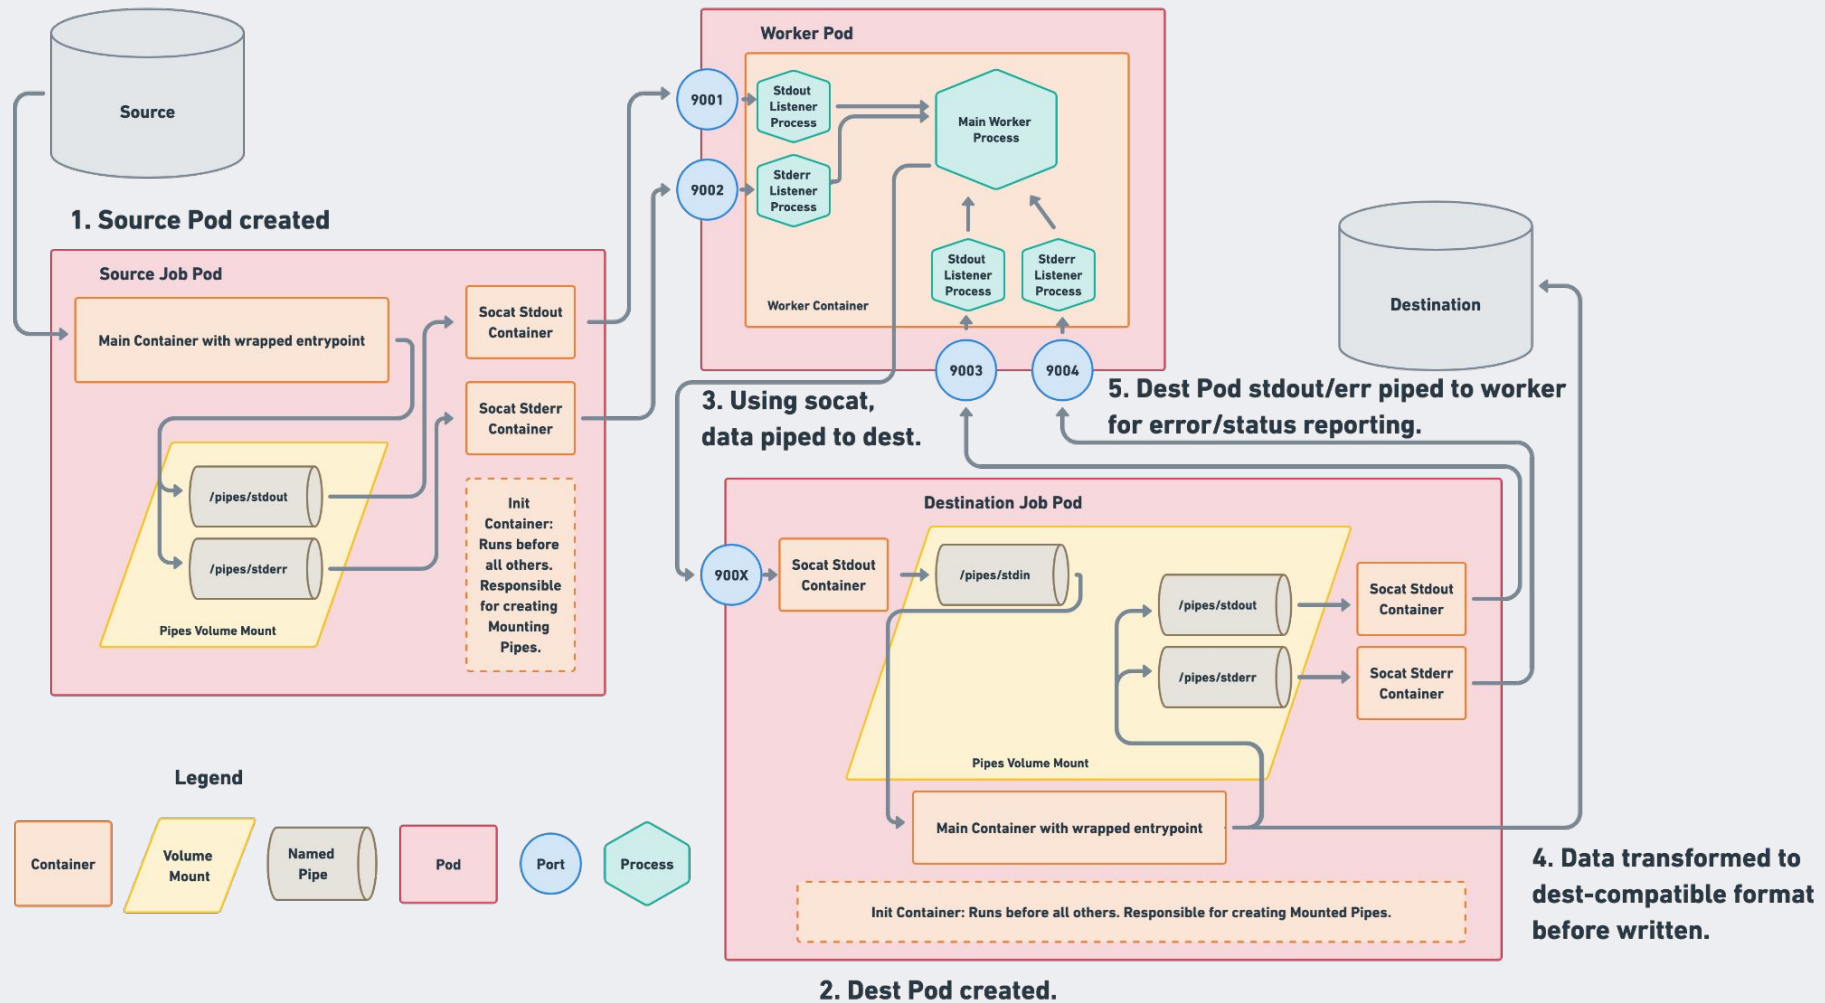 Source
1. Source Pod created
Source Job Pod
Main Container with wrapped entrypoint
Socat Stdout
Container
Socat Stderr
Container
/pipes/stdout
/pipes/stderr
Pipes Volume Mount
Init
Container:
Runs before
all others.
Responsible
for creating
Mounting
Pipes.
Worker Pod
9001
Stdout
Listener
Process
Main Worker
Process
9002
Stderr
Listener
Process
Stdout
Listener
Process
Stderr
Listener
Process
Worker Container
9003
9004
3. Using socat,
data piped to dest.
5. Dest Pod stdout/err piped to worker
for error/status reporting.
Destination
Destination Job Pod
900X
Socat Stdout
Container
/pipes/stdin
/pipes/stdout
/pipes/stderr
Socat Stdout
Container
Socat Stderr
Container
Pipes Volume Mount
Main Container with wrapped entrypoint
Init Container: Runs before all others. Responsible for creating Mounted Pipes.
4. Data transformed to
dest-compatible format
before written.
2. Dest Pod created.
Legend
Container
Volume
Mount
Named
Pipe
Pod
Port
Process